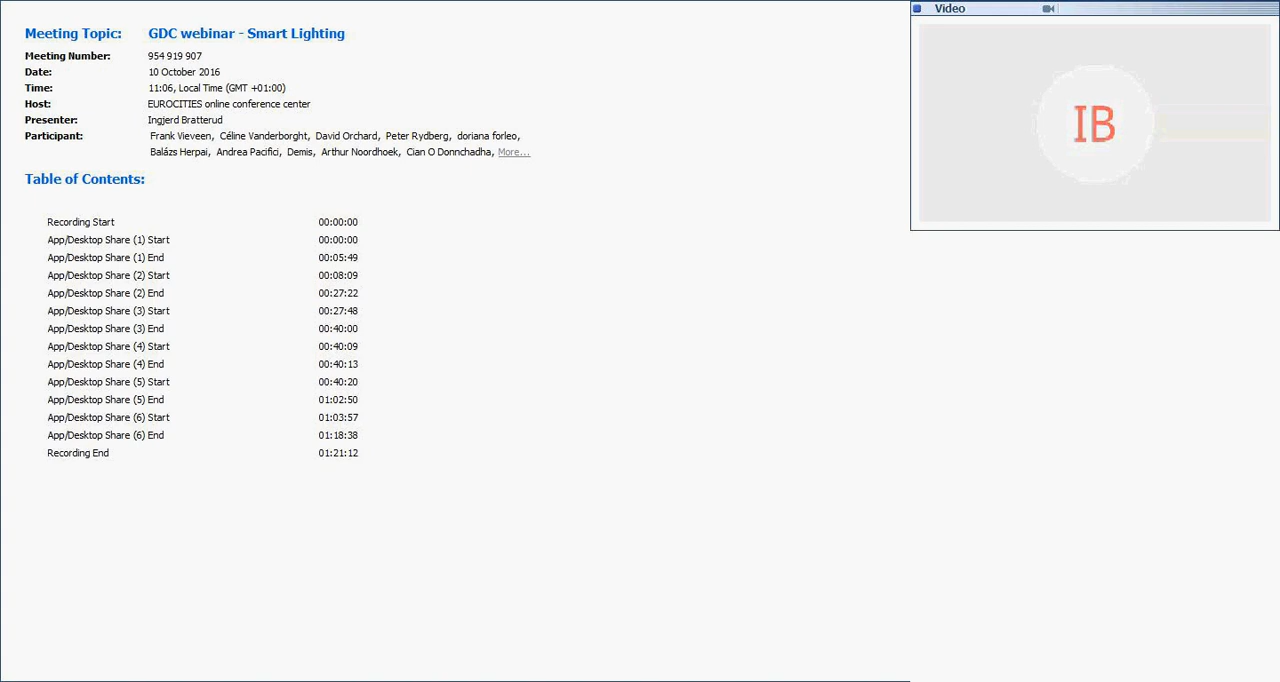 Meeting Topic: GDC webinar - Smart Lighting
Meeting Number: 954 919 907
Date: 10 October 2016
Time: 11:06, Local Time (GMT +01:00)
Host: EUROCITIES online conference center
Presenter: Ingjerd Bratterud
Participant: Frank Vieveen, Céline Vanderborght, David Orchard, Peter Rydberg, doriana forleo,
Balázs Herpai, Andrea Pacifici, Demis, Arthur Noordhoek, Cian O Donnchadha, More...
Table of Contents:
Recording Start 00:00:00
App/Desktop Share (1) Start 00:00:00
App/Desktop Share (1) End 00:05:49
App/Desktop Share (2) Start 00:08:09
App/Desktop Share (2) End 00:27:22
App/Desktop Share (3) Start 00:27:48
App/Desktop Share (3) End 00:40:00
App/Desktop Share (4) Start 00:40:09
App/Desktop Share (4) End 00:40:13
App/Desktop Share (5) Start 00:40:20
App/Desktop Share (5) End 01:02:50
App/Desktop Share (6) Start 01:03:57
App/Desktop Share (6) End 01:18:38
Recording End 01:21:12
Video
IB